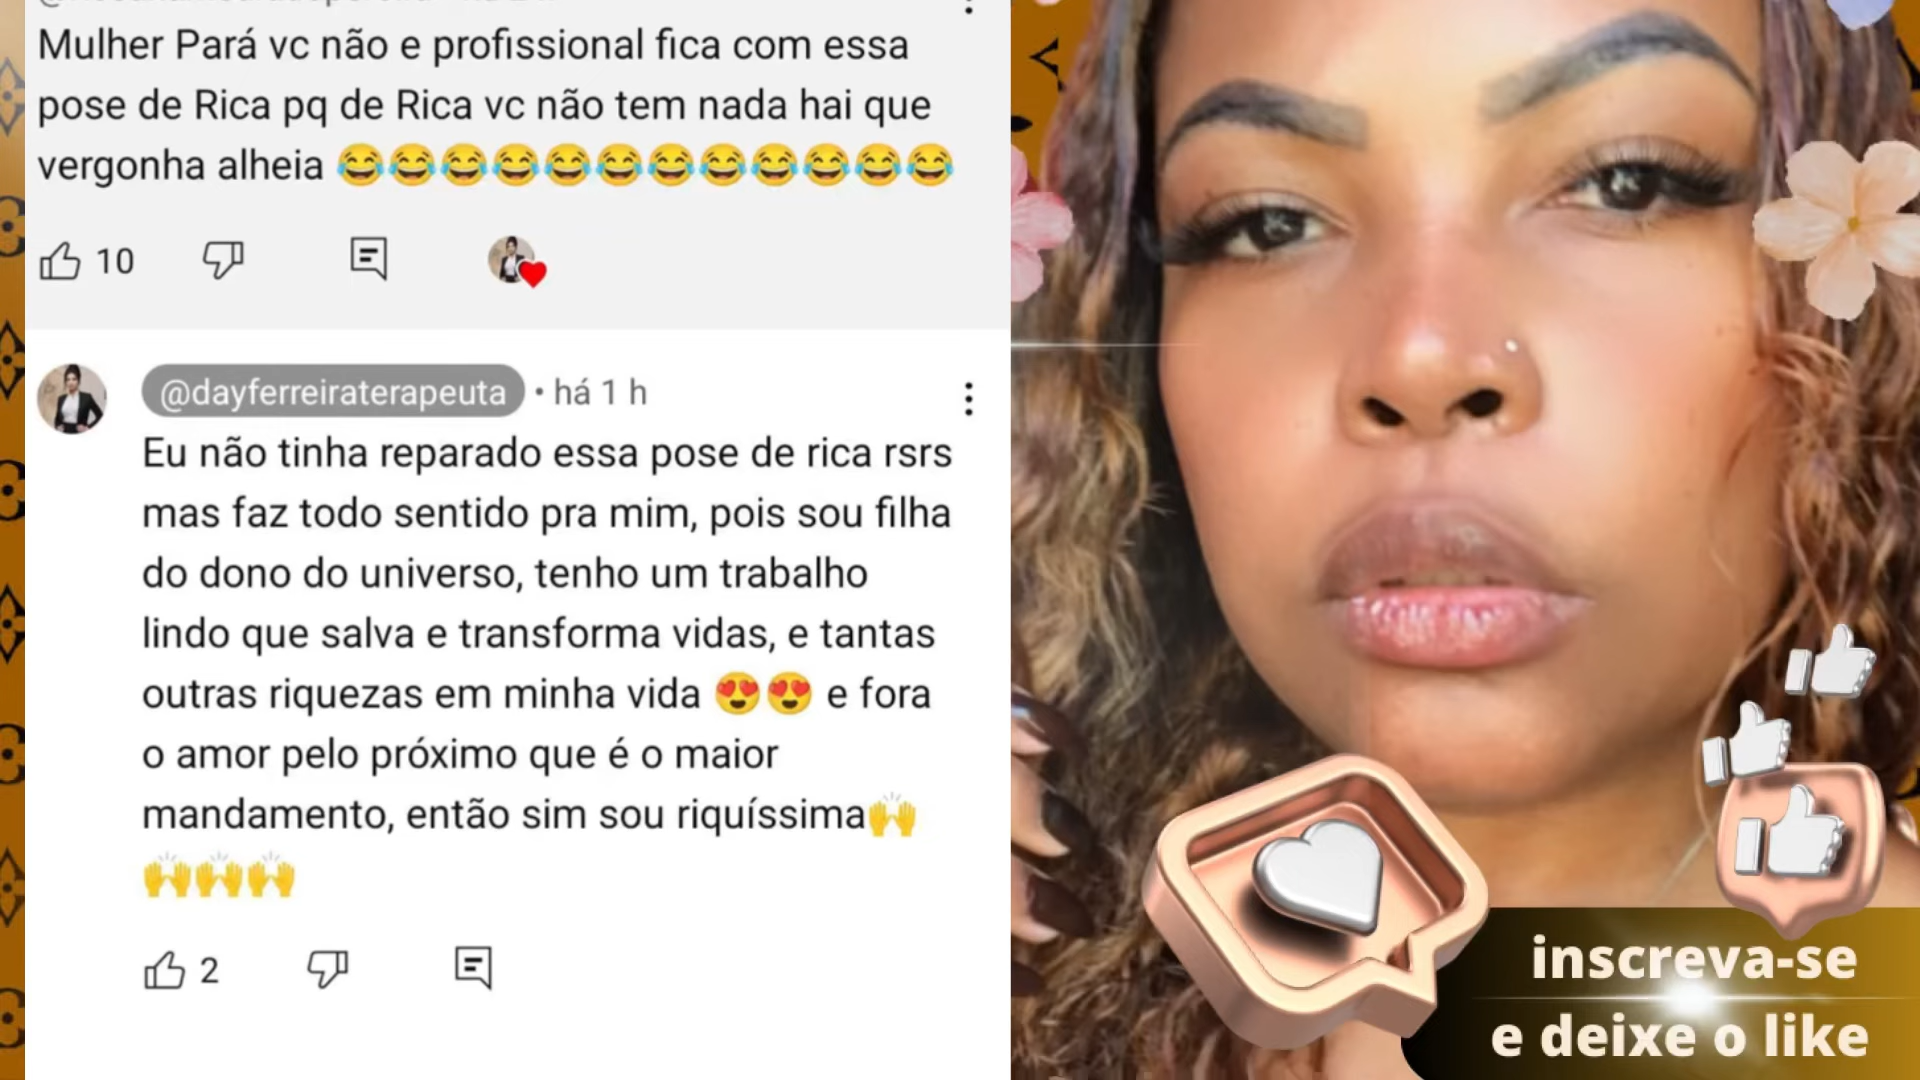 Mulher Pará vc não e profissional fica com essa
pose de Rica pq de Rica vc não tem nada hai que
vergonha alheia 😂😂😂😂😂😂😂😂😂😂😂😂
10
@dayferreiraterapeuta • há 1 h
Eu não tinha reparado essa pose de rica rsrs
mas faz todo sentido pra mim, pois sou filha
do dono do universo, tenho um trabalho
lindo que salva e transforma vidas, e tantas
outras riquezas em minha vida 😍😍 e fora
o amor pelo próximo que é o maior
mandamento, então sim sou riquíssima🙌
🙌🙌🙌
2
inscreva-se
e deixe o like